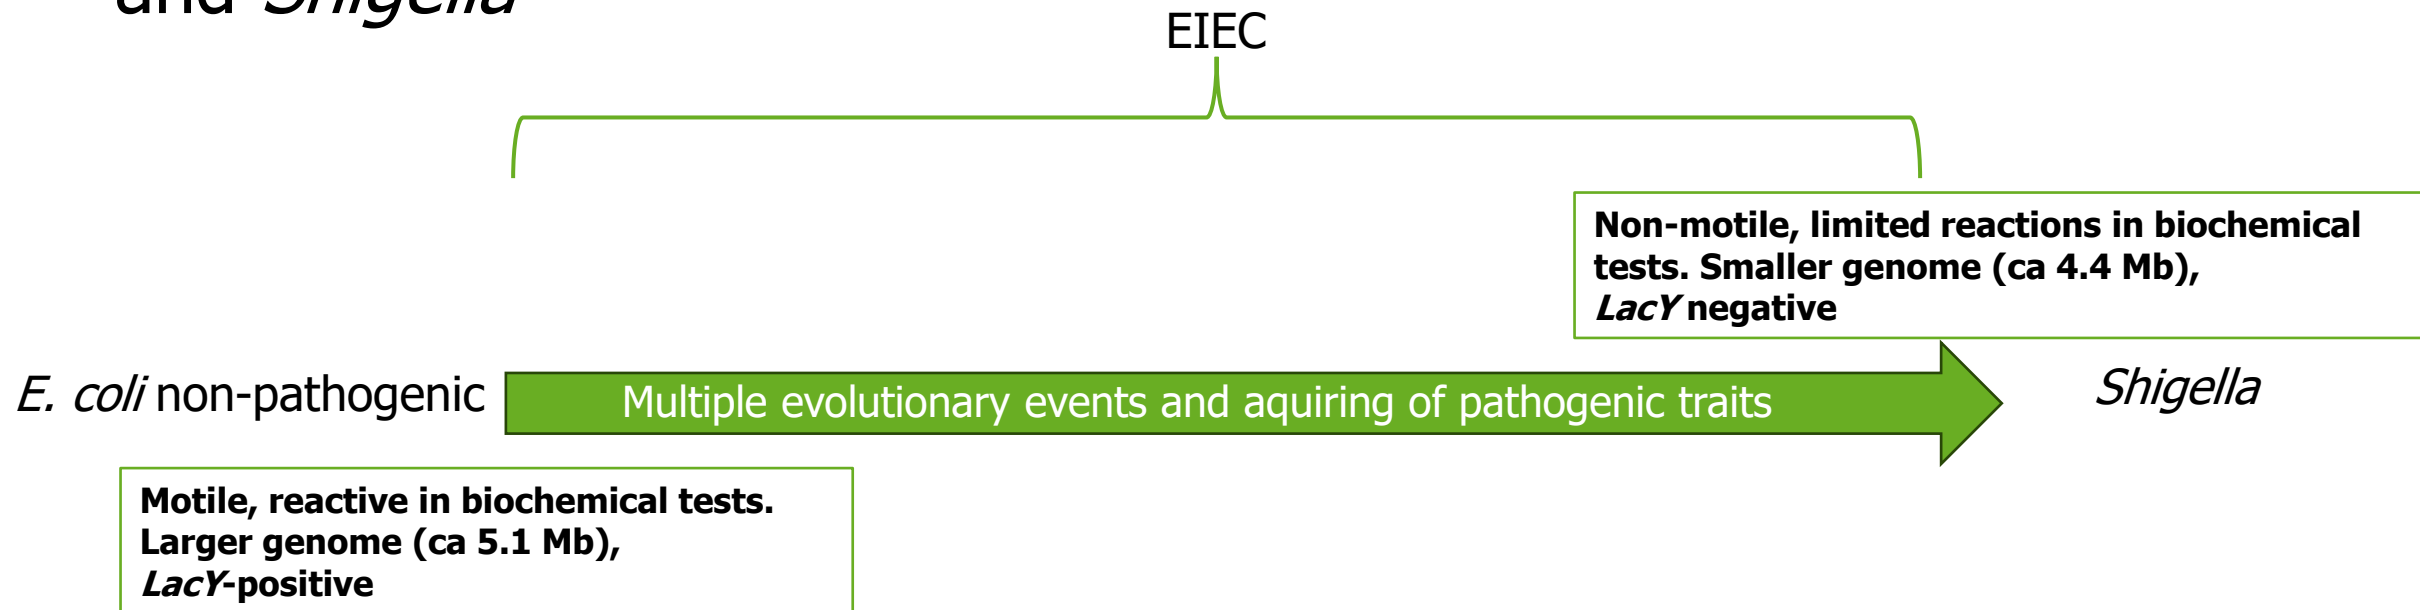 and Shigella
EIEC
Non-motile, limited reactions in biochemical
tests. Smaller genome (ca 4.4 Mb),
LacY negative
E. coli non-pathogenic
Multiple evolutionary events and aquiring of pathogenic traits
Shigella
Motile, reactive in biochemical tests.
Larger genome (ca 5.1 Mb),
LacY-positive